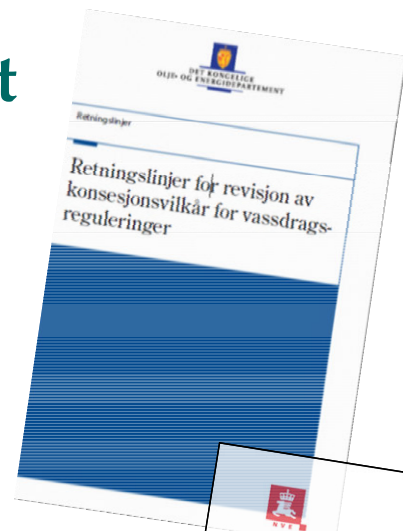 t
DET KONGELIGE
OLJE- OG ENERGIDEPARTEMENT
Retningslinjer
Retningslinjer for revisjon av
konsesjonsvilkår for vassdrags-
reguleringer
NVE